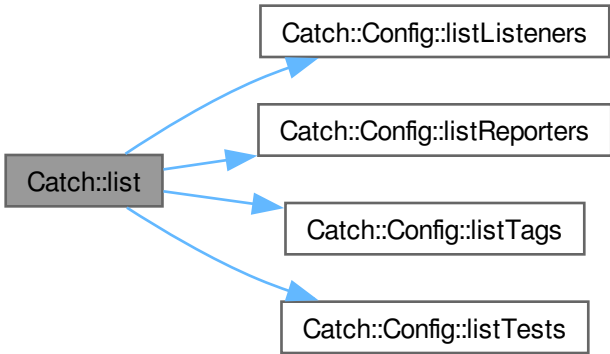 Catch::Config::listListeners
Catch::Config::listReporters
Catch::list
Catch::Config::listTags
Catch::Config::listTests